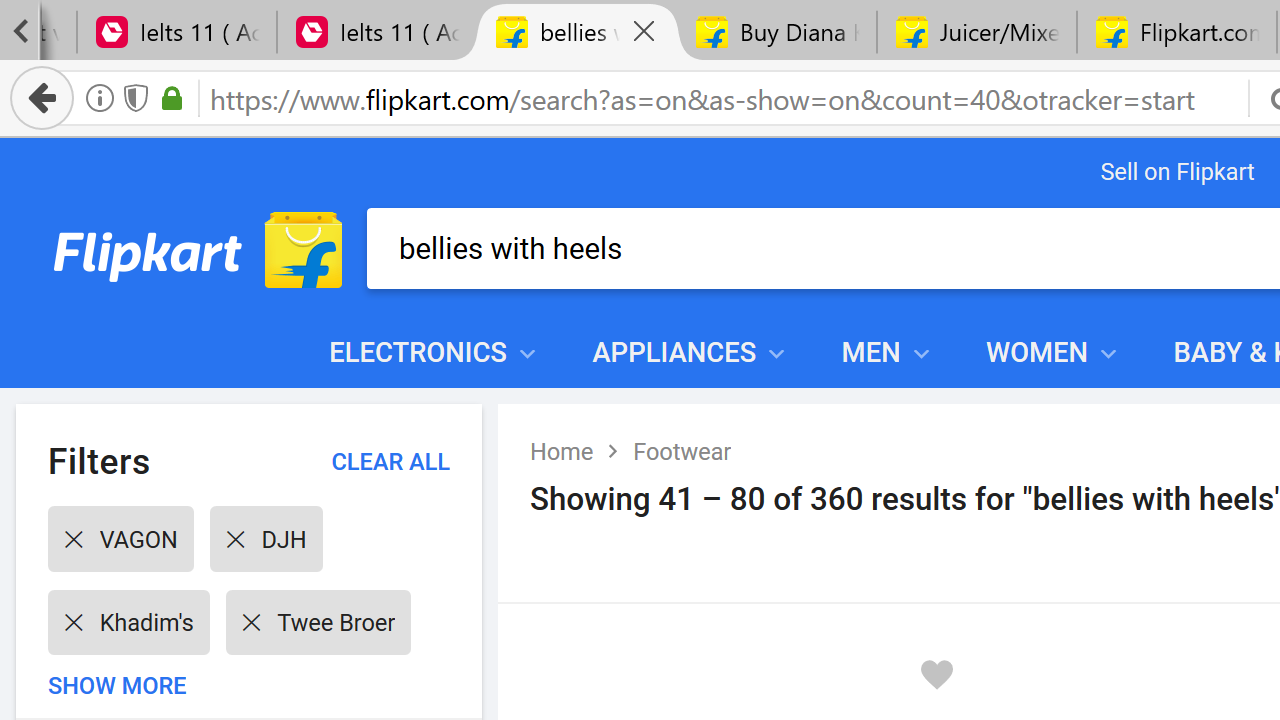 Ielts 11 ( Ac
Ielts 11 ( Ac
bellies
Buy Diana
Juicer/Mixe
Flipkart.com
https://www.flipkart.com/search?as=on&as-show=on&count=40&otracker=start
Sell on Flipkart
Flipkart
bellies with heels
ELECTRONICS
APPLIANCES
MEN
WOMEN
BABY &
Filters
CLEAR ALL
VAGON
DJH
Khadim's
Twee Broer
SHOW MORE
Home > Footwear
Showing 41 – 80 of 360 results for "bellies with heels"